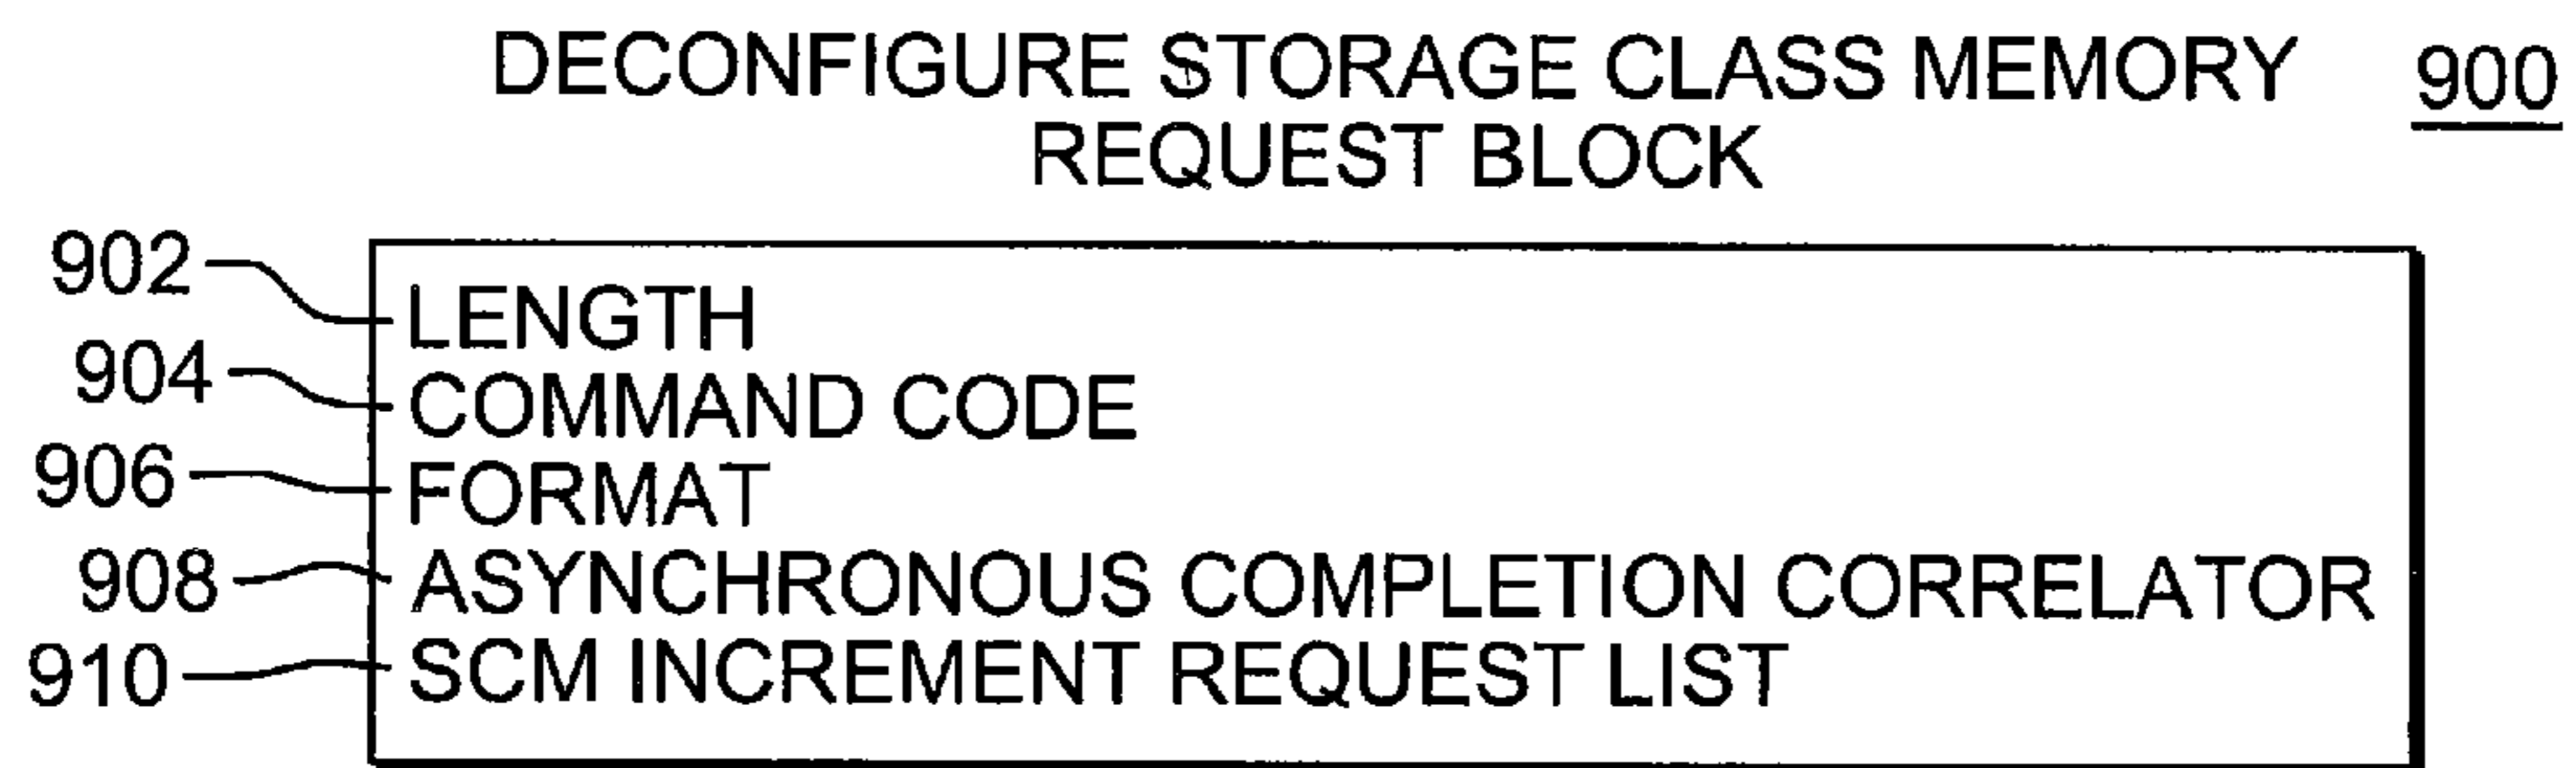 DECONFIGURE STORAGE CLASS MEMORY 900
REQUEST BLOCK
902 LENGTH
904 COMMAND CODE
906 FORMAT
908 ASYNCHRONOUS COMPLETION CORRELATOR
910 SCM INCREMENT REQUEST LIST